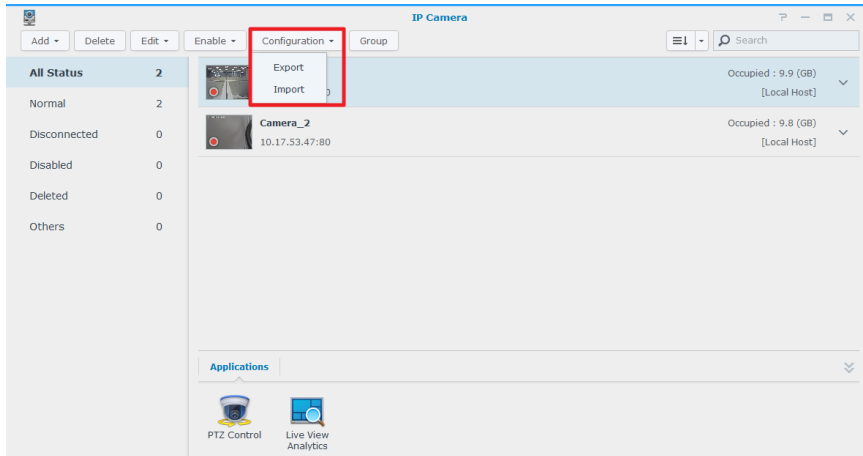 IP Camera
Add Delete Edit Enable Configuration Group Search
Export
Import
All Status 2
Normal 2
Disconnected 0
Disabled 0
Deleted 0
Others 0
0
Occupied : 9.9 (GB)
[Local Host]
Camera_2
10.17.53.47:80
Occupied : 9.8 (GB)
[Local Host]
Applications
PTZ Control
Live View
Analytics